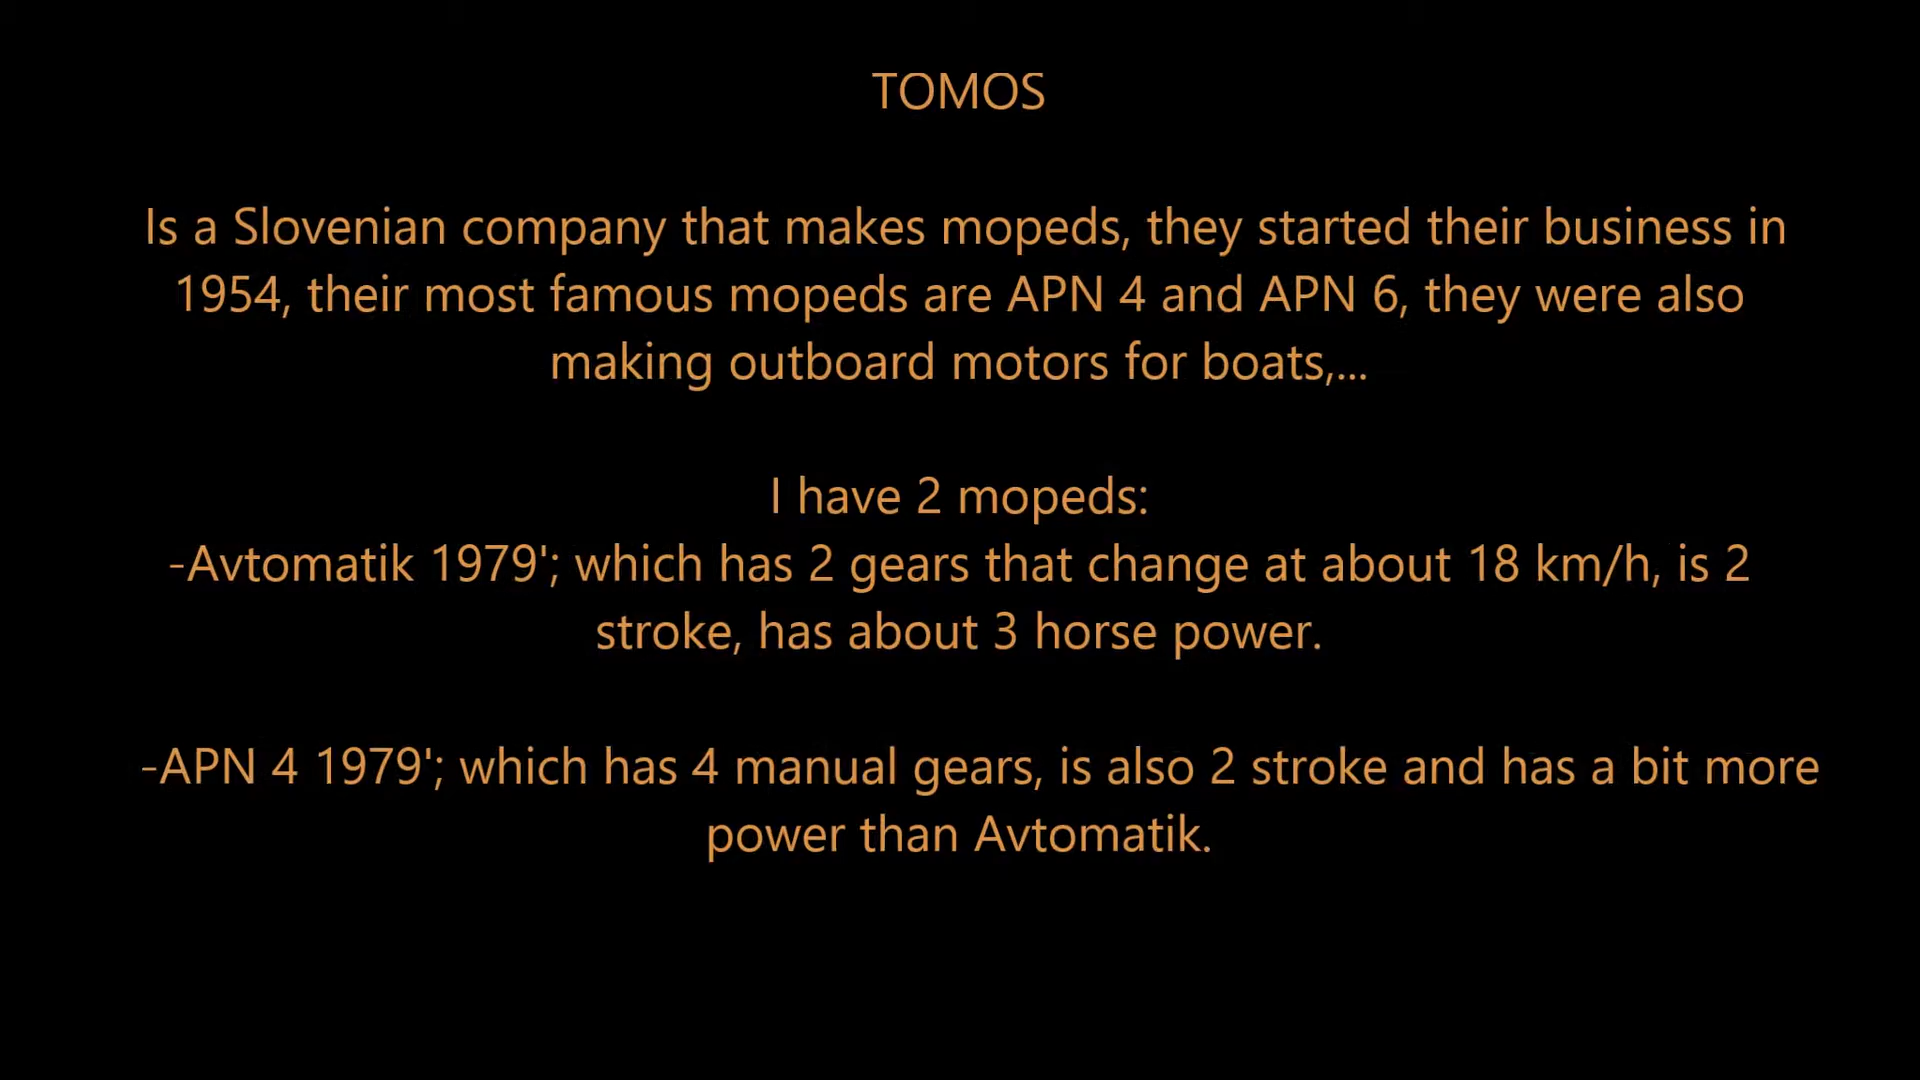 TOMOS
Is a Slovenian company that makes mopeds, they started their business in
1954, their most famous mopeds are APN 4 and APN 6, they were also
making outboard motors for boats,...
I have 2 mopeds:
-Avtomatik 1979'; which has 2 gears that change at about 18 km/h, is 2
stroke, has about 3 horse power.
-APN 4 1979'; which has 4 manual gears, is also 2 stroke and has a bit more
power than Avtomatik.